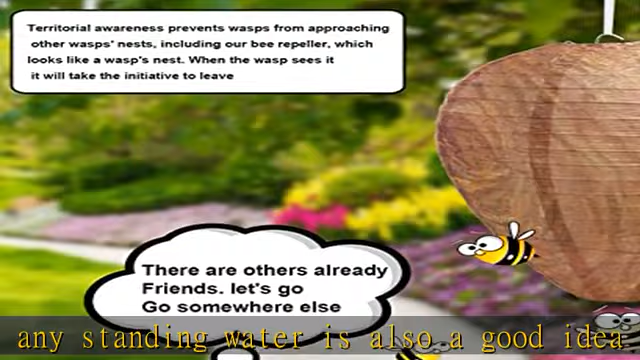 Territorial awareness prevents wasps from approaching
other wasps' nests, including our bee repeller, which
looks like a wasp's nest. When the wasp sees it
it will take the initiative to leave
There are others already
Friends. let's go
Go somewhere else
any standing water is also a good idea